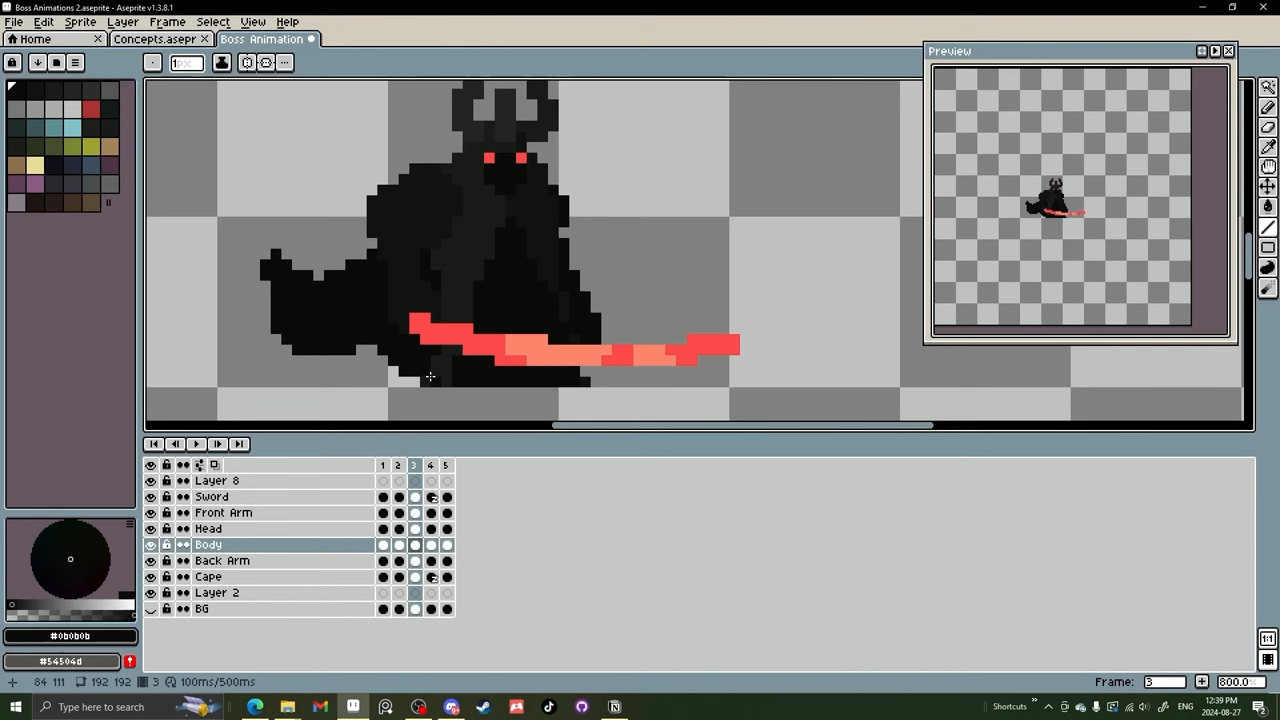 Boss Animations 2.aseprite - Aseprite v1.3.8.1
File Edit Sprite Layer Frame Select View Help
Home Concepts.asepr Boss Animation
1px
Preview
1 2 3 4 5
Layer 8
Sword
Front Arm
Head
Body
Back Arm
Cape
Layer 2
BG
1:1
#0b0b0b
#54504d
84 111 192 192 3 100ms/500ms
Frame: 3 800.0%
Type here to search
Shortcuts
12:39 PM
2024-08-27